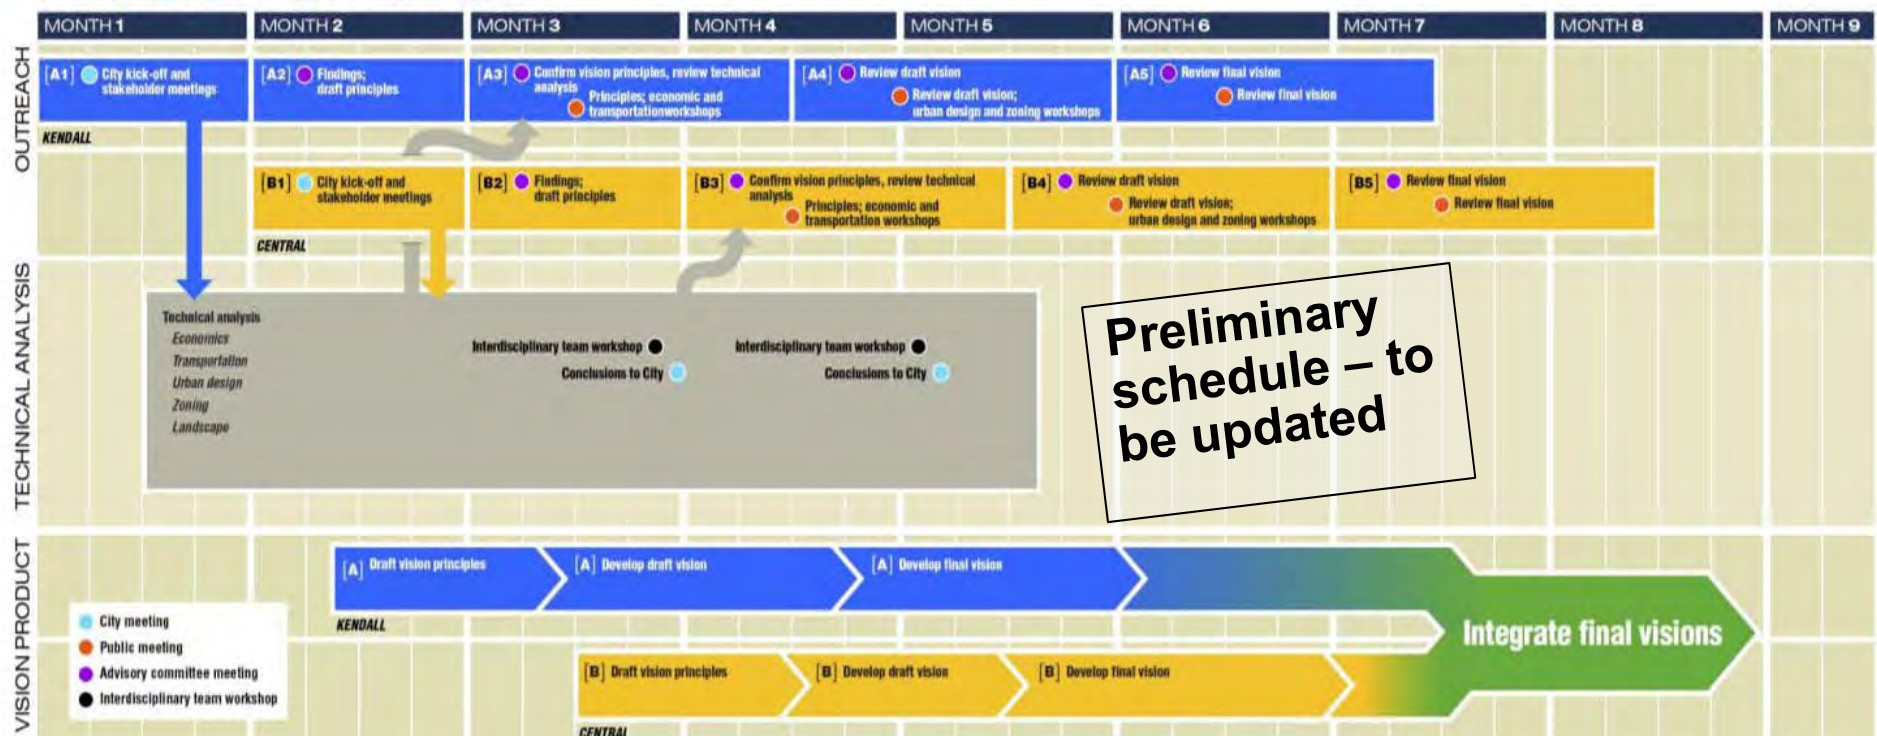 MONTH 1
MONTH 2
MONTH 3
MONTH 4
MONTH 5
MONTH 6
MONTH 7
MONTH 8
MONTH 9
OUTREACH
[A1] City kick-off and
stakeholder meetings
[A2] Findings;
draft principles
[A3] Confirm vision principles, review technical
analysis
Principles; economic and
transportationworkshops
[A4] Review draft vision
Review draft vision;
urban design and zoning workshops
[A5] Review final vision
Review final vision
KENDALL
[B1] City kick-off and
stakeholder meetings
[B2] Findings;
draft principles
[B3] Confirm vision principles, review technical
analysis
Principles; economic and
transportation workshops
[B4] Review draft vision
Review draft vision;
urban design and zoning workshops
[B5] Review final vision
Review final vision
CENTRAL
TECHNICAL ANALYSIS
Technical analysis
Economics
Transportation
Urban design
Zoning
Landscape
Interdisciplinary team workshop
Conclusions to City
Interdisciplinary team workshop
Conclusions to City
Preliminary
schedule – to
be updated
VISION PRODUCT
[A] Draft vision principles
[A] Develop draft vision
[A] Develop final vision
KENDALL
Integrate final visions
[B] Draft vision principles
[B] Develop draft vision
[B] Develop final vision
CENTRAL
City meeting
Public meeting
Advisory committee meeting
Interdisciplinary team workshop